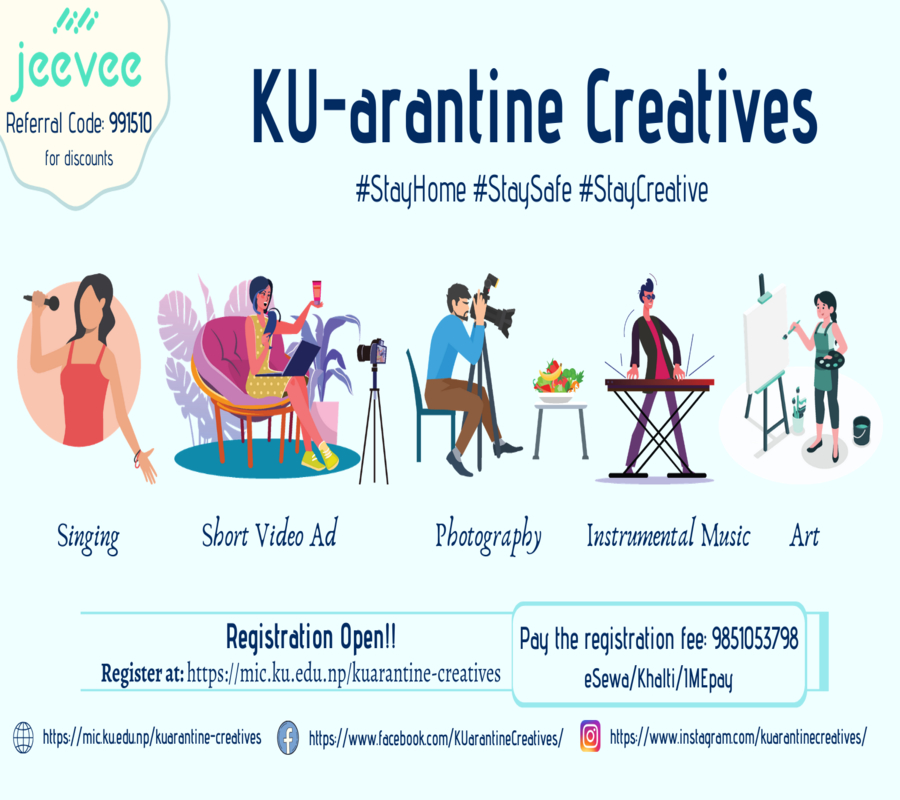 jeevee
Referral Code: 991510
for discounts
KU-arantine Creatives
#StayHome #StaySafe #StayCreative
Singing
Short Video Ad
Photography
Instrumental Music
Art
Registration Open!!
Register at: https://mic.ku.edu.np/kuarantine-creatives
Pay the registration fee: 9851053798
eSewa/Khalti/IMEpay
https://mic.ku.edu.np/kuarantine-creatives
https://www.facebook.com/KUarantineCreatives/
https://www.instagram.com/kuarantinecreatives/